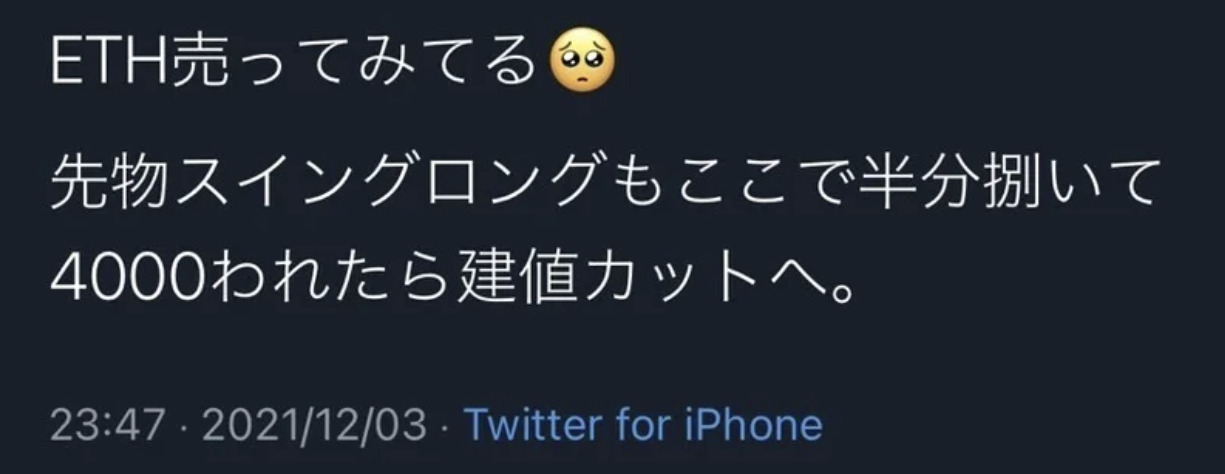 ETH売ってみてる🥺
先物スイングロングもここで半分捌いて
4000われたら建値カットへ。
23:47 · 2021/12/03 · Twitter for iPhone